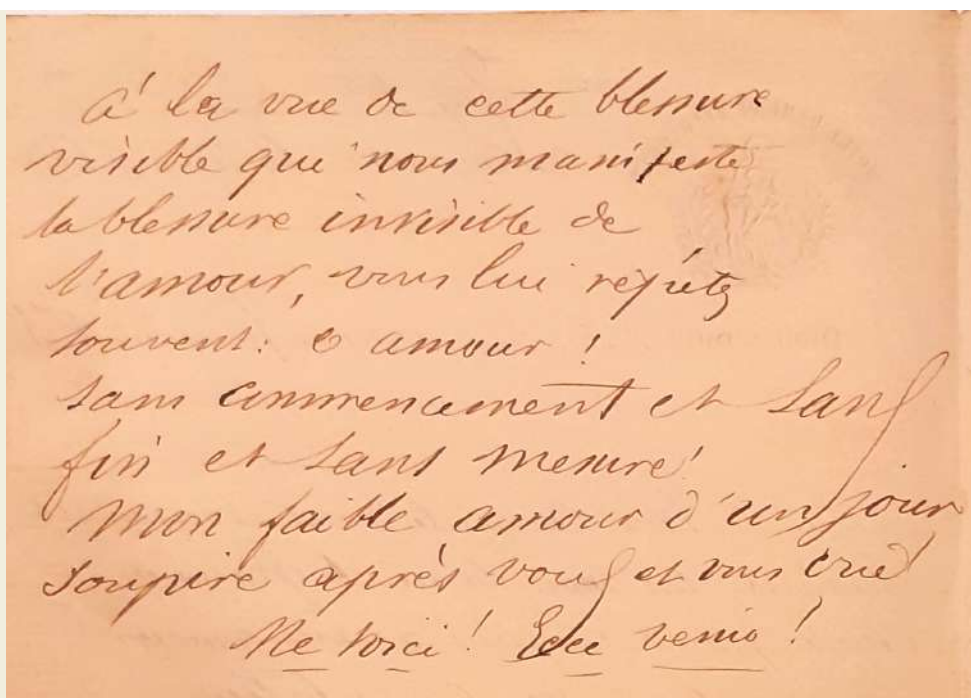 à la vue de cette blessure
visible que nous manifeste
la blessure invisible de
l'amour, vous lui répétez
souvent: o amour !
sans commencement et sans
fin et sans mesure!
Mon faible amour d'un jour
soupire après vous et vous crie
Me voici ! Ecce venio !